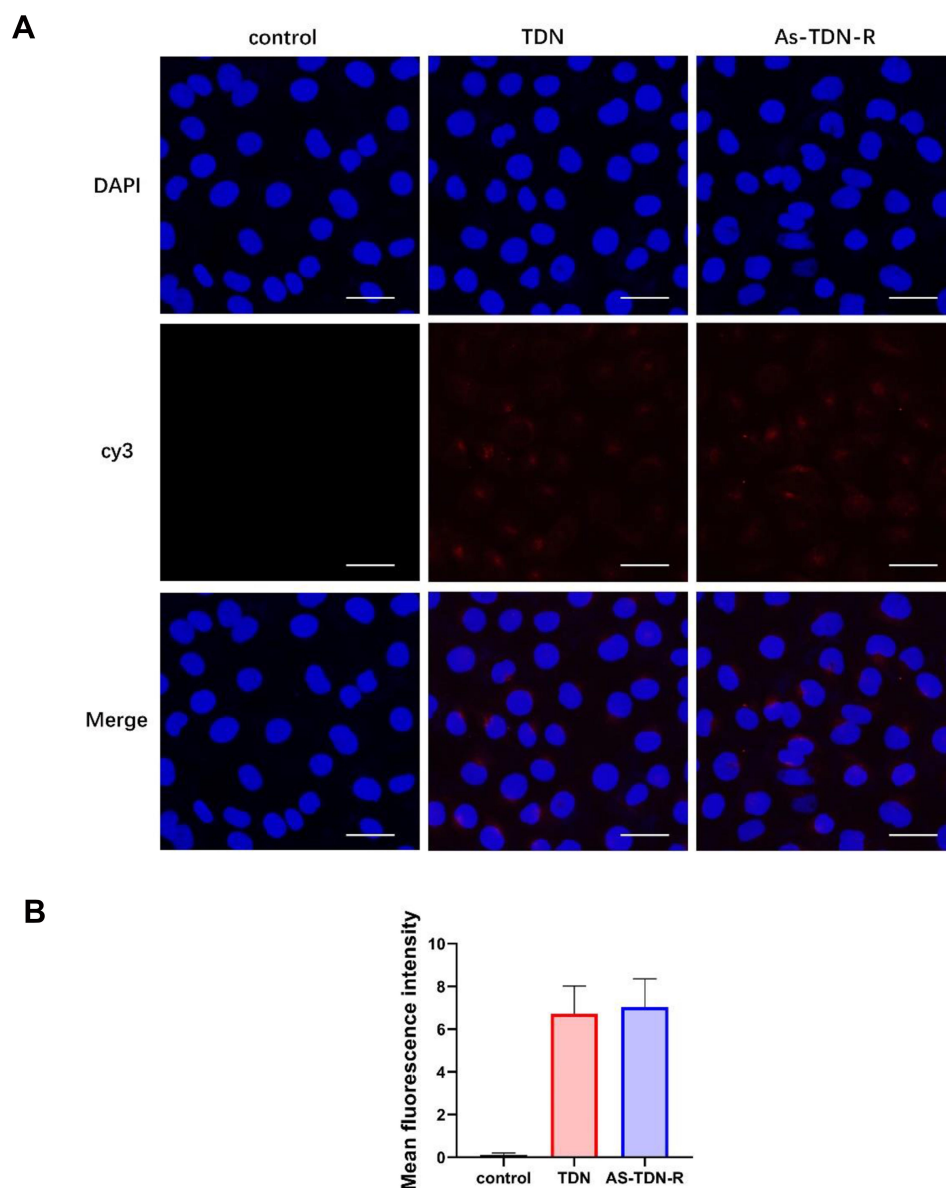 A
control TDN As-TDN-R
DAPI
cy3
Merge
B
Mean fluorescence intensity
10
8
6
4
2
0
control TDN AS-TDN-R